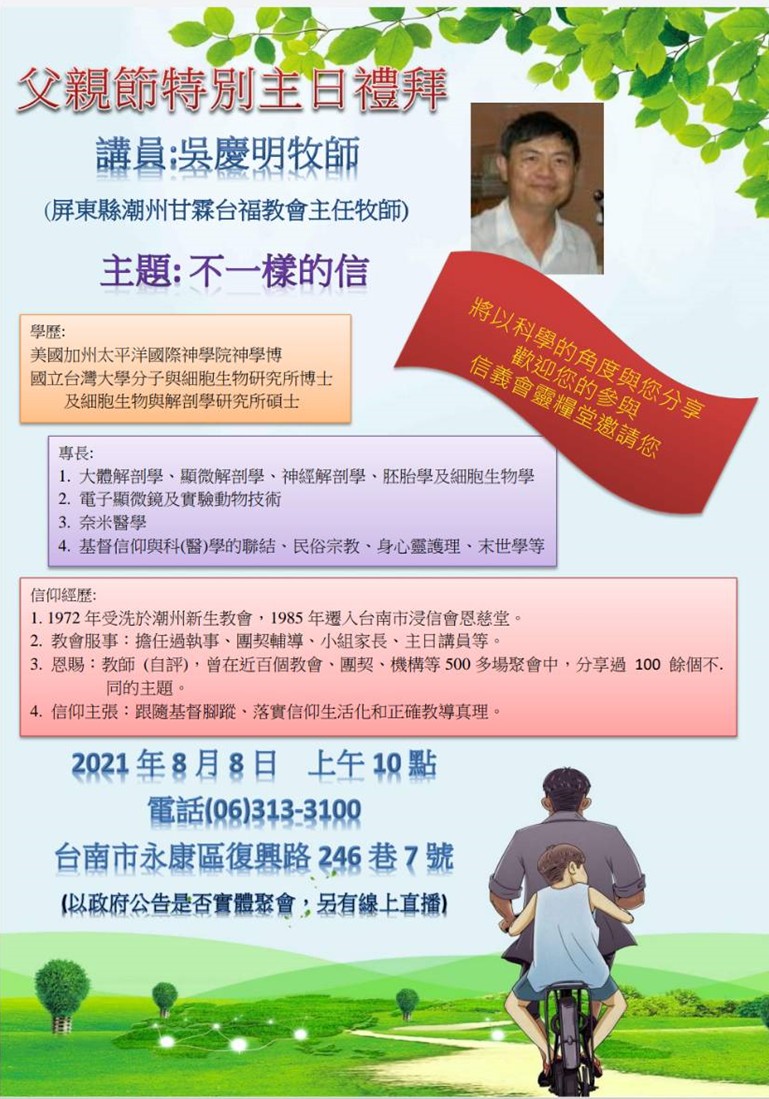 父親節特別主日禮拜
講員:吳慶明牧師
(屏東縣潮州甘霖台福教會主任牧師)
主題:不一樣的信
將以科學的角度與您分享
歡迎您的參與
信義會靈糧堂邀請您
學歷:
美國加州太平洋國際神學院神學博
國立台灣大學分子與細胞生物研究所博士
及細胞生物與解剖學研究所碩士
專長:
1. 大體解剖學、顯微解剖學、神經解剖學、胚胎學及細胞生物學
2. 電子顯微鏡及實驗動物技術
3. 奈米醫學
4. 基督信仰與科(醫)學的聯結、民俗宗教、身心靈護理、末世學等
信仰經歷:
1. 1972 年受洗於潮州新生教會，1985 年遷入台南市浸信會恩慈堂。
2. 教會服事：擔任過執事、團契輔導、小組家長、主日講員等。
3. 恩賜：教師 (自評)，曾在近百個教會、團契、機構等 500 多場聚會中，分享過 100 餘個不.
同的主題。
4. 信仰主張：跟隨基督腳蹤、落實信仰生活化和正確教導真理。
2021 年 8 月 8 日 上午 10 點
電話(06)313-3100
台南市永康區復興路 246 巷 7 號
(以政府公告是否實體聚會，另有線上直播)